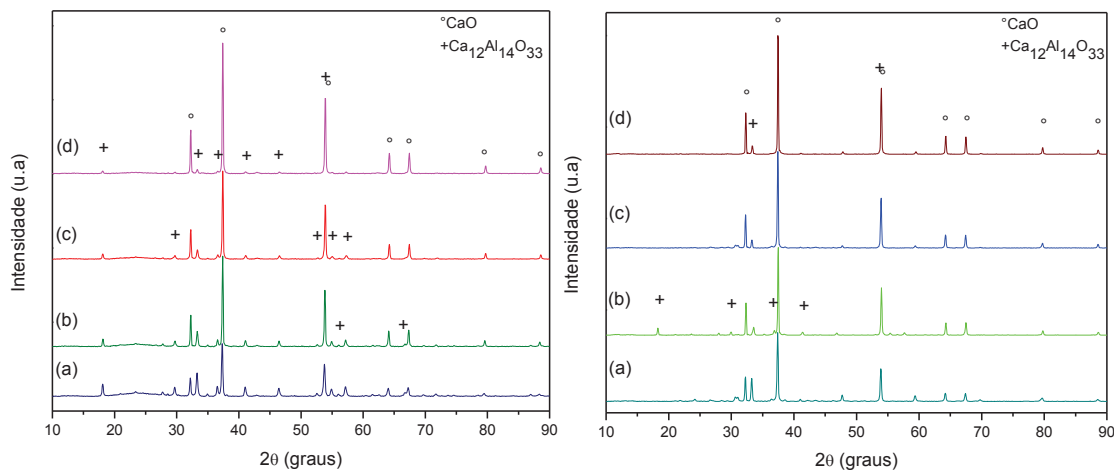 °CaO
+Ca₁₂Al₁₄O₃₃
(d)
(c)
(b)
(a)
Intensidade (u.a)
10 20 30 40 50 60 70 80 90
2θ (graus)
°CaO
+Ca₁₂Al₁₄O₃₃
(d)
(c)
(b)
(a)
Intensidade (u.a)
10 20 30 40 50 60 70 80 90
2θ (graus)